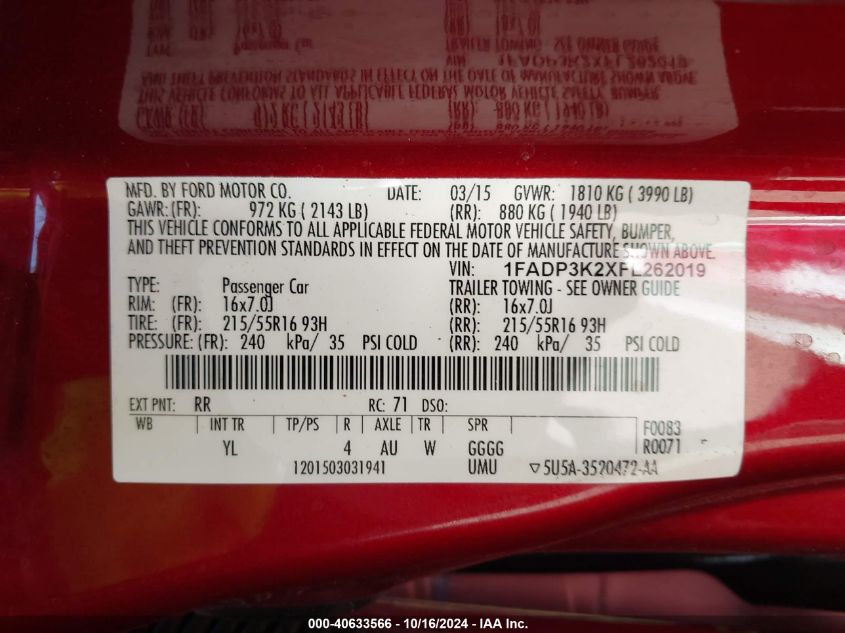 MFD. BY FORD MOTOR CO. DATE: 03/15 GVWR: 1810 KG ( 3990 LB)
GAWR:(FR): 972 KG ( 2143 LB) (RR): 880 KG ( 1940 LB)
THIS VEHICLE CONFORMS TO ALL APPLICABLE FEDERAL MOTOR VEHICLE SAFETY, BUMPER,
AND THEFT PREVENTION STANDARDS IN EFFECT ON THE DATE OF MANUFACTURE SHOWN ABOVE.
VIN: 1FADP3K2XFL262019
TYPE: Passenger Car TRAILER TOWING - SEE OWNER GUIDE
RIM: (FR): 16x7.0J (RR): 16x7.0J
TIRE: (FR): 215/55R16 93H (RR): 215/55R16 93H
PRESSURE: (FR): 240 kPa/ 35 PSI COLD (RR): 240 kPa/ 35 PSI COLD
EXT PNT: RR RC: 71 DSO:
WB INT TR TP/PS R AXLE TR SPR F0083
YL 4 AU W GGGG R0071
1201503031941 UMU ▽5U5A-3520472-AA
000-40633566 - 10/16/2024 - IAA Inc.